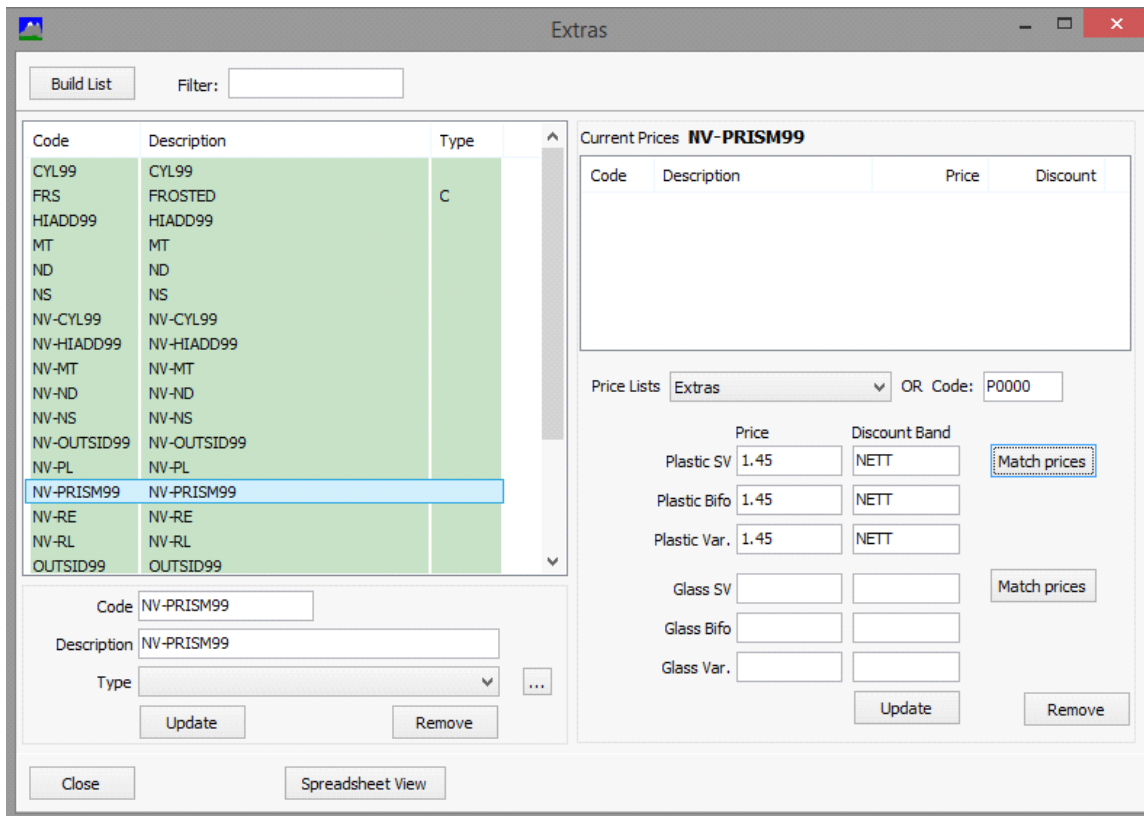 Extras
Build List Filter:
Code Description Type
CYL99 CYL99
FRS FROSTED C
HIADD99 HIADD99
MT MT
ND ND
NS NS
NV-CYL99 NV-CYL99
NV-HIADD99 NV-HIADD99
NV-MT NV-MT
NV-ND NV-ND
NV-NS NV-NS
NV-OUTSID99 NV-OUTSID99
NV-PL NV-PL
NV-PRISM99 NV-PRISM99
NV-RE NV-RE
NV-RL NV-RL
OUTSID99 OUTSID99
Code NV-PRISM99
Description NV-PRISM99
Type ...
Update Remove
Current Prices NV-PRISM99
Code Description Price Discount
Price Lists Extras OR Code: P0000
Price Discount Band
Plastic SV 1.45 NETT Match prices
Plastic Bifo 1.45 NETT
Plastic Var. 1.45 NETT
Glass SV Match prices
Glass Bifo
Glass Var.
Update Remove
Close Spreadsheet View